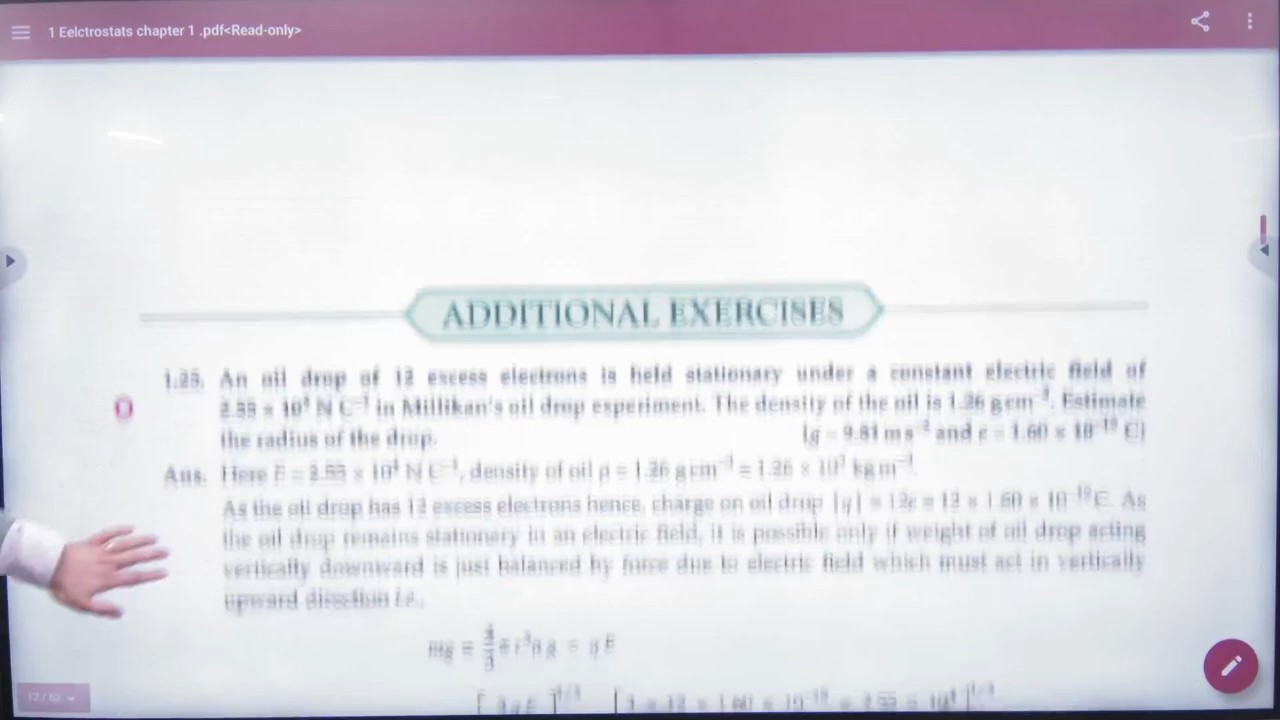 1 Eelctrostats chapter 1 .pdf<Read-only>
ADDITIONAL EXERCISES
1.25. An oil drop of 12 excess electrons is held stationary under a constant electric field of
2.55 × 10⁴ N C⁻¹ in Millikan's oil drop experiment. The density of the oil is 1.26 g cm⁻³. Estimate
the radius of the drop. (g = 9.81 m s⁻² and e = 1.60 × 10⁻¹⁹ C)
Ans. Here E = 2.55 × 10⁴ N C⁻¹, density of oil ρ = 1.26 g cm⁻³ = 1.26 × 10³ kg m⁻³.
As the oil drop has 12 excess electrons hence, charge on oil drop |q| = 12e = 12 × 1.60 × 10⁻¹⁹C. As
the oil drop remains stationary in an electric field, it is possible only if weight of oil drop acting
vertically downward is just balanced by force due to electric field which must act in vertically
upward direction i.e.,
mg = 4/3 π r³ρ g = q E
12 / 62